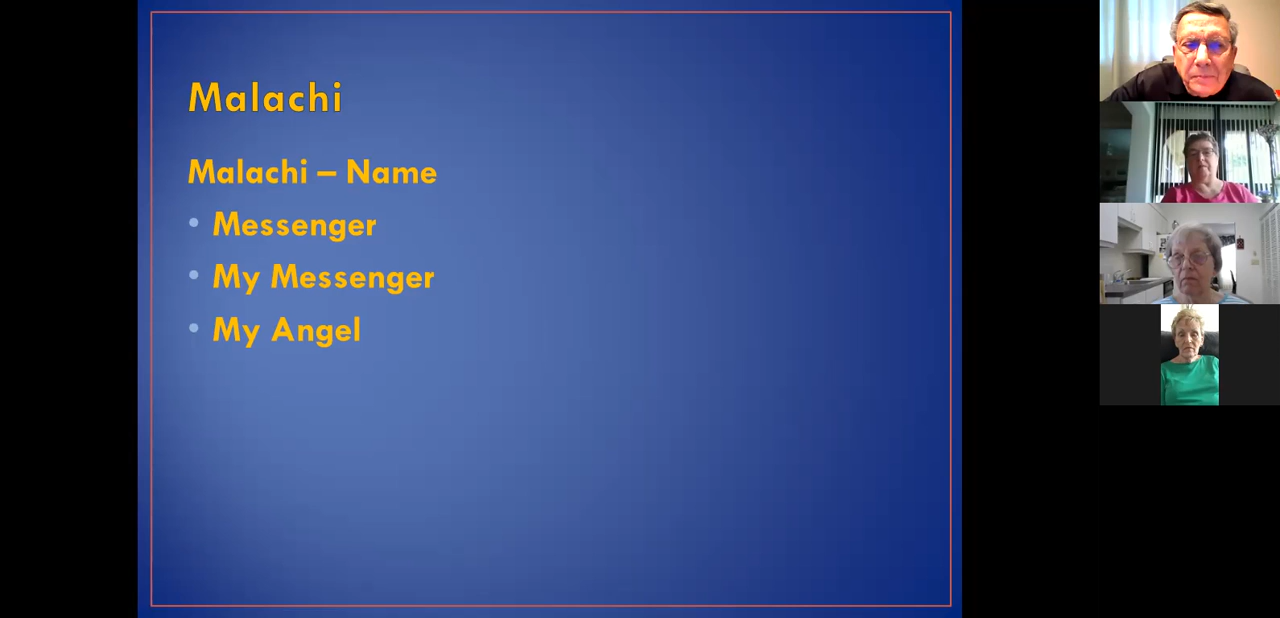 Malachi
Malachi – Name
• Messenger
• My Messenger
• My Angel